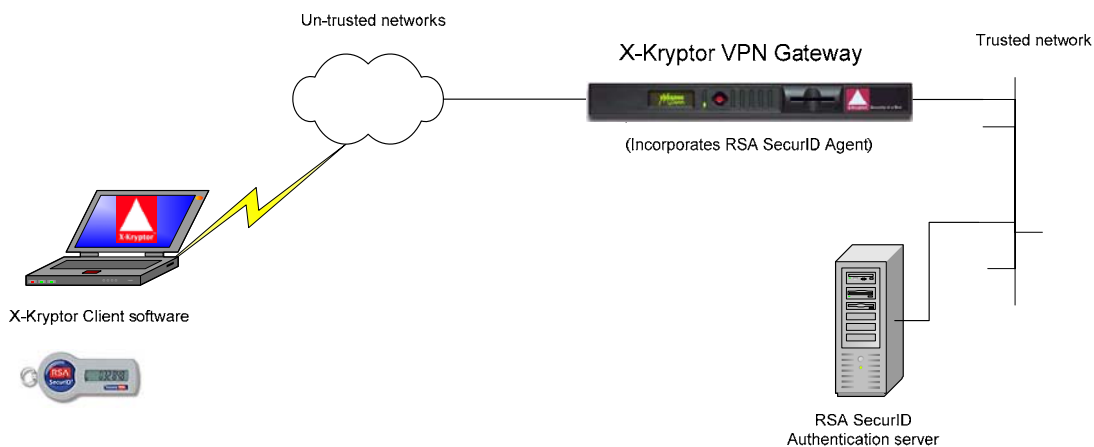 Un-trusted networks
X-Kryptor VPN Gateway
Trusted network
(Incorporates RSA SecurID Agent)
X-Kryptor
X-Kryptor Client software
RSA
SecurID
RSA SecurID
Authentication server